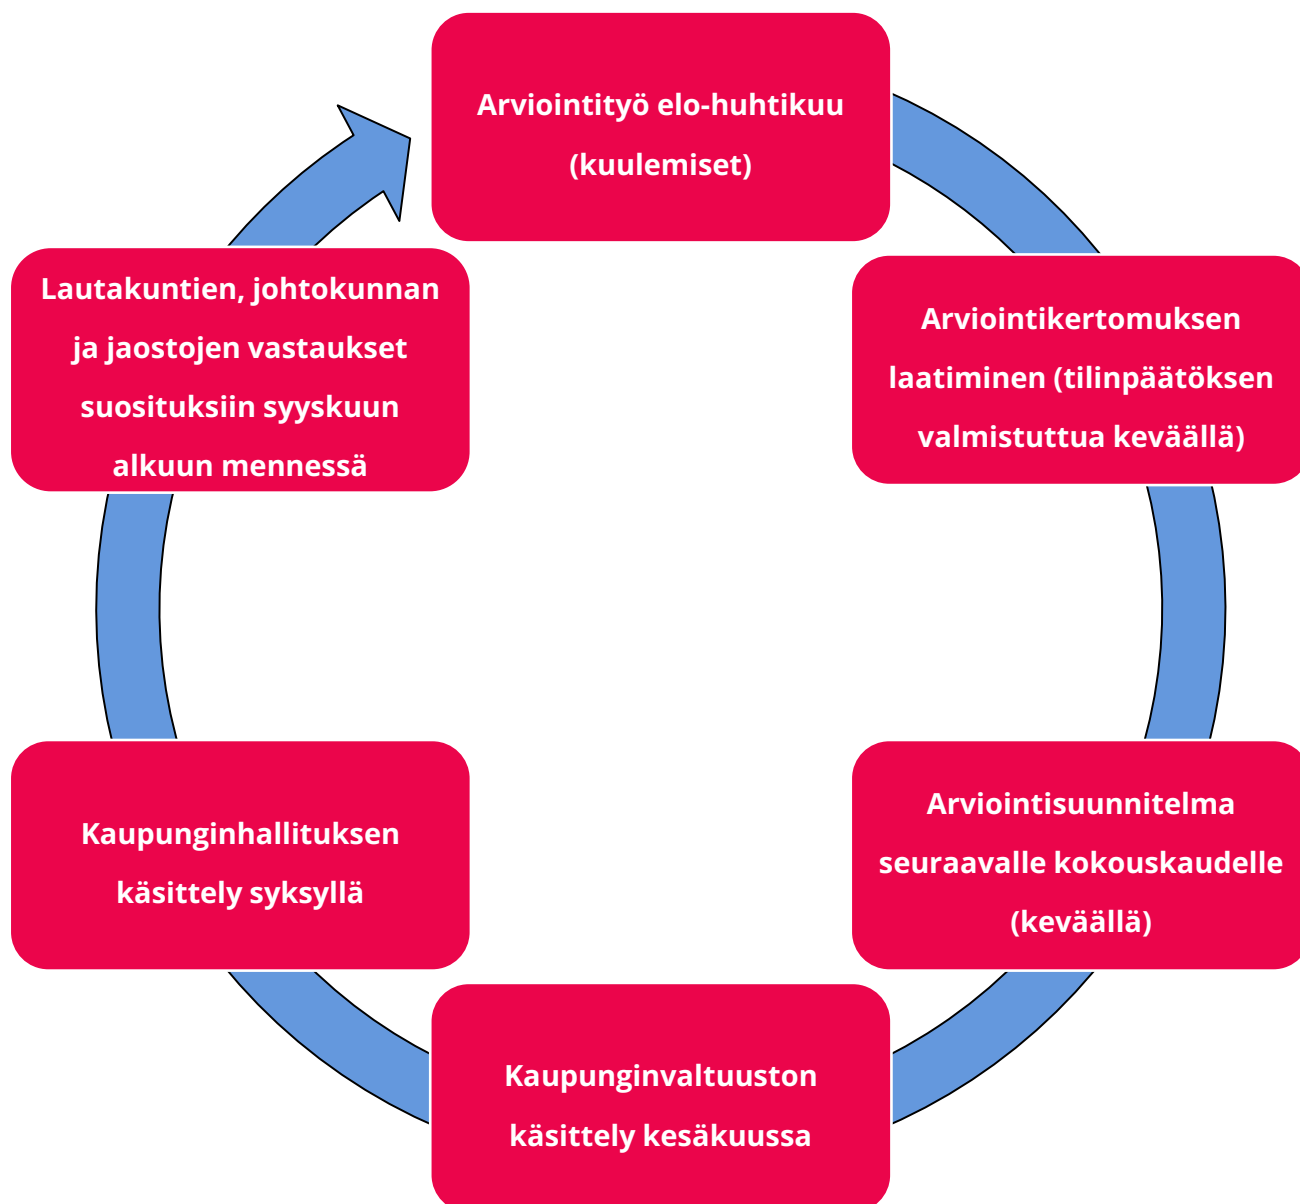 Arviointityö elo-huhtikuu
(kuulemiset)
Arviointikertomuksen
laatiminen (tilinpäätöksen
valmistuttua keväällä)
Arviointisuunnitelma
seuraavalle kokouskaudelle
(keväällä)
Kaupunginvaltuuston
käsittely kesäkuussa
Kaupunginhallituksen
käsittely syksyllä
Lautakuntien, johtokunnan
ja jaostojen vastaukset
suosituksiin syyskuun
alkuun mennessä